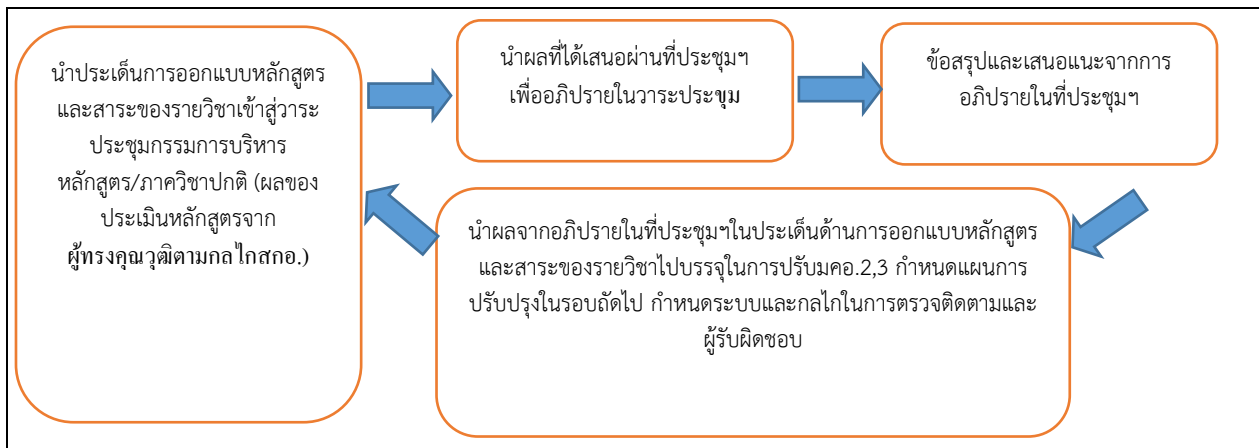 นำประเด็นการออกแบบหลักสูตร
และสาระของรายวิชาเข้าสู่วาระ
ประชุมกรรมการบริหาร
หลักสูตร/ภาควิชาปกติ (ผลของ
ประเมินหลักสูตรจาก
ผู้ทรงคุณวุฒิตามกลไกสกอ.)
นำผลที่ได้เสนอผ่านที่ประชุมฯ
เพื่ออภิปรายในวาระประขุม
ข้อสรุปและเสนอแนะจากการ
อภิปรายในที่ประชุมฯ
นำผลจากอภิปรายในที่ประชุมฯในประเด็นด้านการออกแบบหลักสูตร
และสาระของรายวิชาไปบรรจุในการปรับมคอ.2,3 กำหนดแผนการ
ปรับปรุงในรอบถัดไป กำหนดระบบและกลไกในการตรวจติดตามและ
ผู้รับผิดชอบ